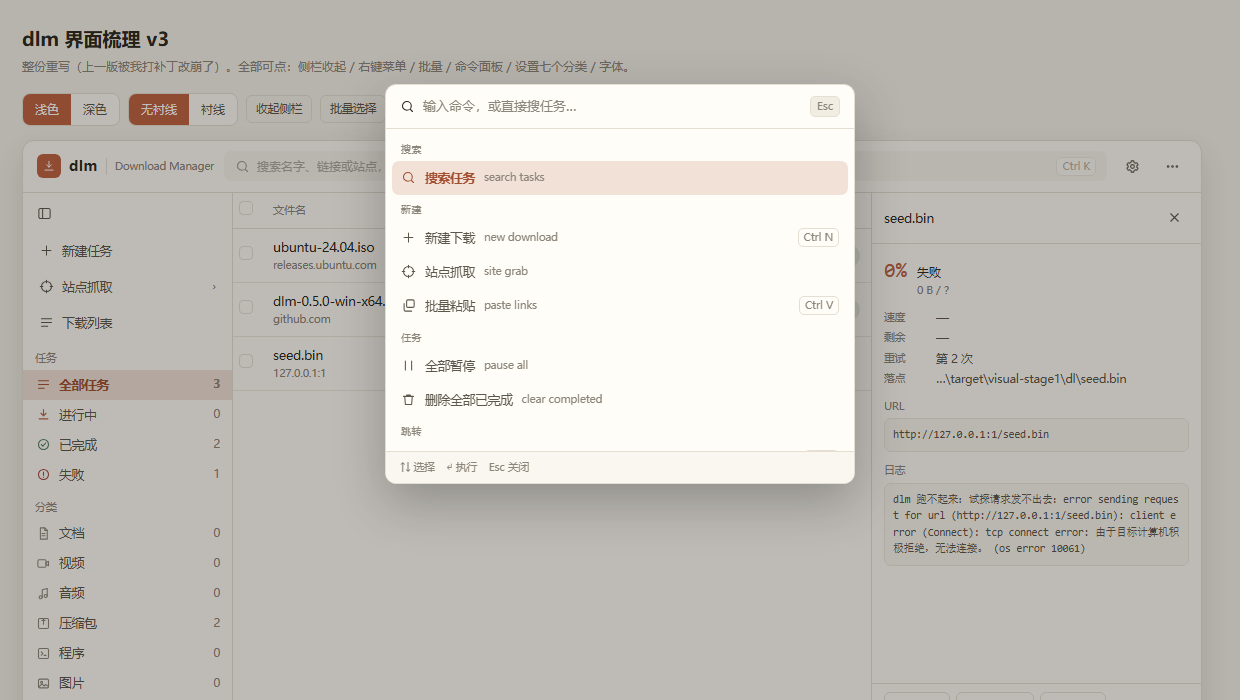 dlm 界面梳理 v3
整份重写（上一版被我打补丁改崩了）。全部可点：侧栏收起 / 右键菜单 / 批量 / 命令面板 / 设置七个分类 / 字体。
浅色 深色 无衬线 衬线 收起侧栏 批量选择
dlm Download Manager 搜索名字、链接或站点, Ctrl K
新建任务
站点抓取
下载列表
任务
全部任务 3
进行中 0
已完成 2
失败 1
分类
文档 0
视频 0
音频 0
压缩包 2
程序 0
图片 0
文件名
ubuntu-24.04.iso
releases.ubuntu.com
dlm-0.5.0-win-x64.
github.com
seed.bin
127.0.0.1:1
输入命令，或直接搜任务... Esc
搜索
搜索任务 search tasks
新建
新建下载 new download Ctrl N
站点抓取 site grab
批量粘贴 paste links Ctrl V
任务
全部暂停 pause all
删除全部已完成 clear completed
跳转
↑↓ 选择 ↵ 执行 Esc 关闭
seed.bin
0% 失败
0 B / ?
速度 —
剩余 —
重试 第 2 次
落点 ...\target\visual-stage1\dl\seed.bin
URL
http://127.0.0.1:1/seed.bin
日志
dlm 跑不起来: 试探请求发不出去: error sending reques
t for url (http://127.0.0.1:1/seed.bin): client e
rror (Connect): tcp connect error: 由于目标计算机积
极拒绝，无法连接。 (os error 10061)